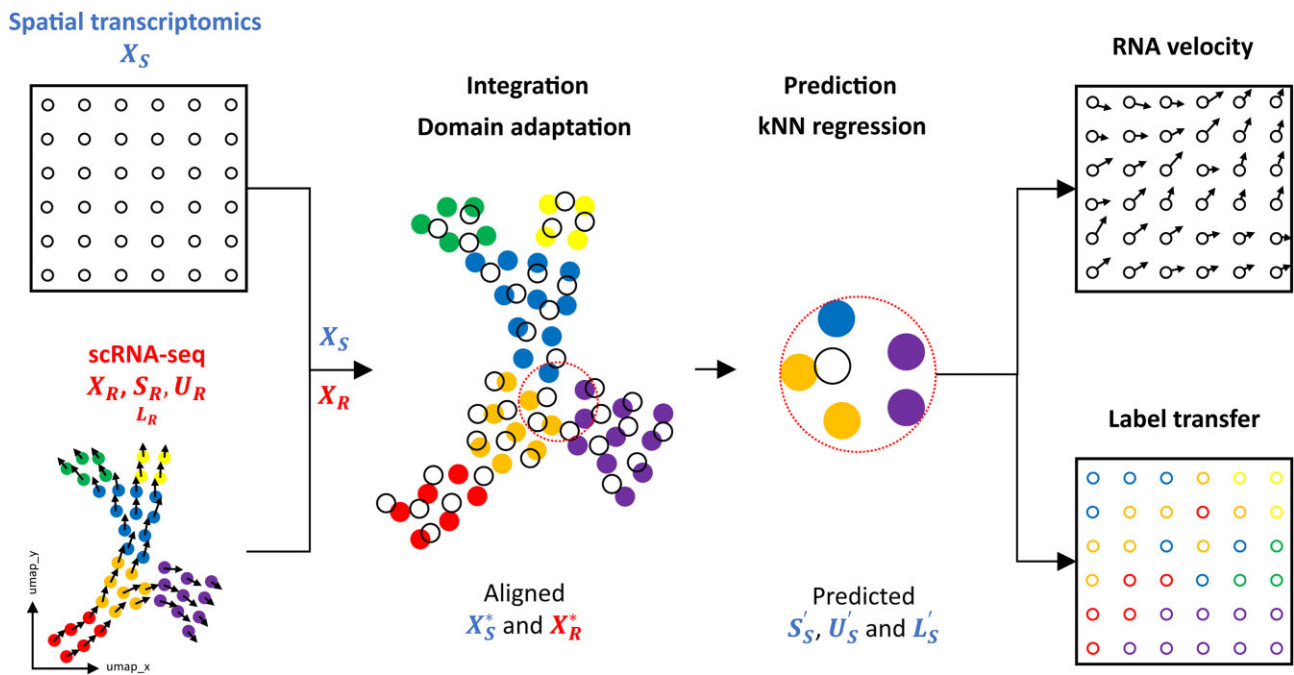 Spatial transcriptomics
X_S
scRNA-seq
X_R, S_R, U_R
L_R
umap_y
umap_x
X_S
X_R
Integration
Domain adaptation
Aligned
X*_S and X*_R
Prediction
kNN regression
Predicted
S'_S, U'_S and L'_S
RNA velocity
Label transfer